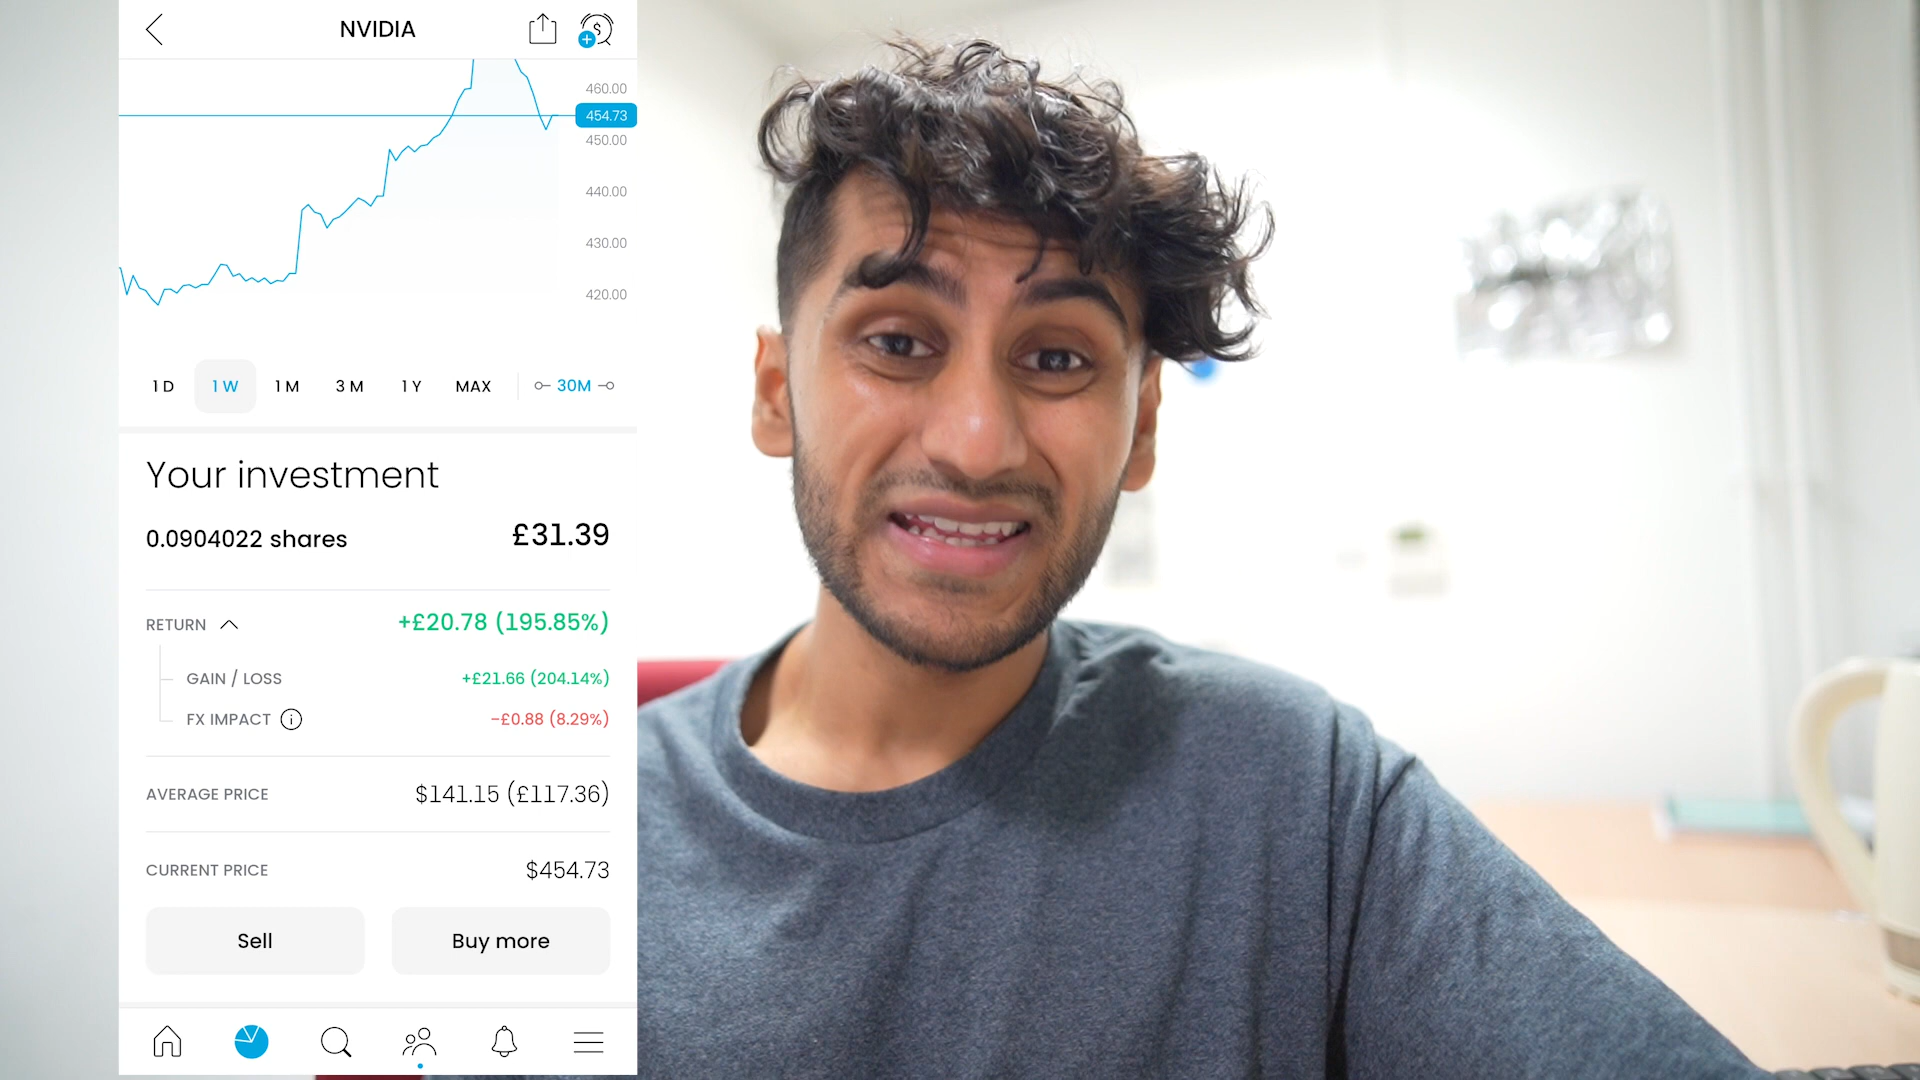 NVIDIA
460.00
454.73
450.00
440.00
430.00
420.00
1D 1W 1M 3M 1Y MAX 30M
Your investment
0.0904022 shares £31.39
RETURN +£20.78 (195.85%)
GAIN / LOSS +£21.66 (204.14%)
FX IMPACT i −£0.88 (8.29%)
AVERAGE PRICE $141.15 (£117.36)
CURRENT PRICE $454.73
Sell Buy more